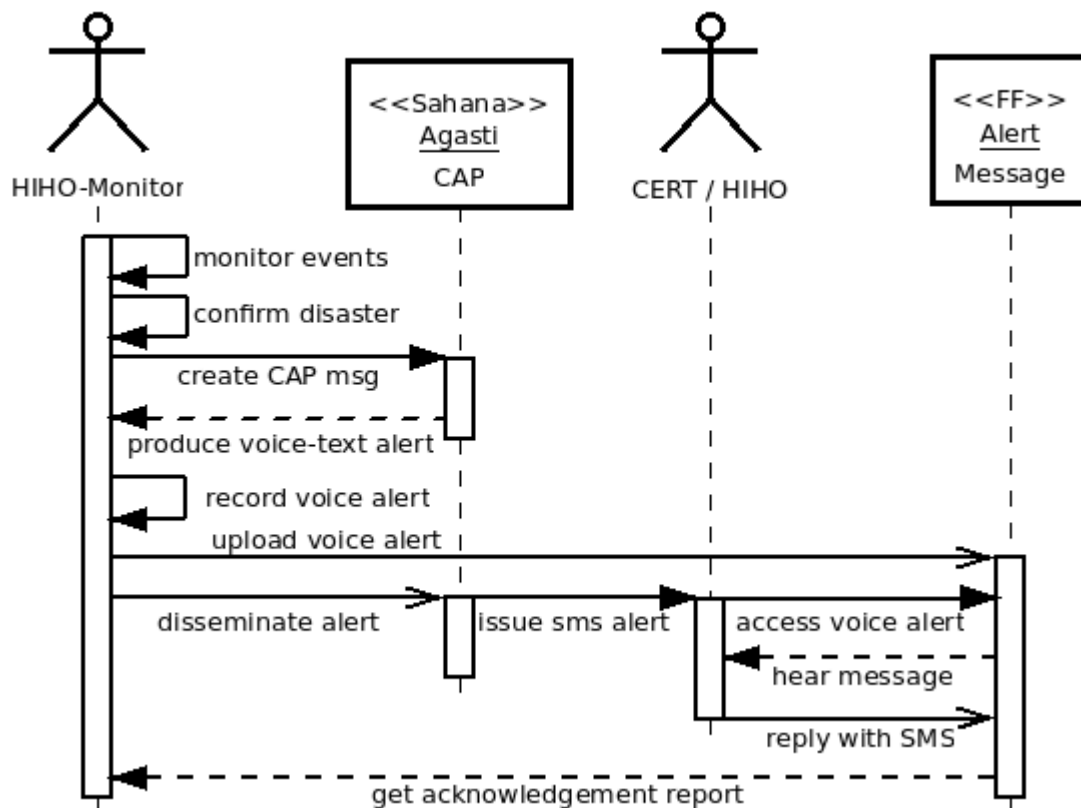 <<Sahana>>
Agasti
CAP
<<FF>>
Alert
Message
HIHO-Monitor
CERT / HIHO
monitor events
confirm disaster
create CAP msg
produce voice-text alert
record voice alert
upload voice alert
disseminate alert
issue sms alert
access voice alert
hear message
reply with SMS
get acknowledgement report